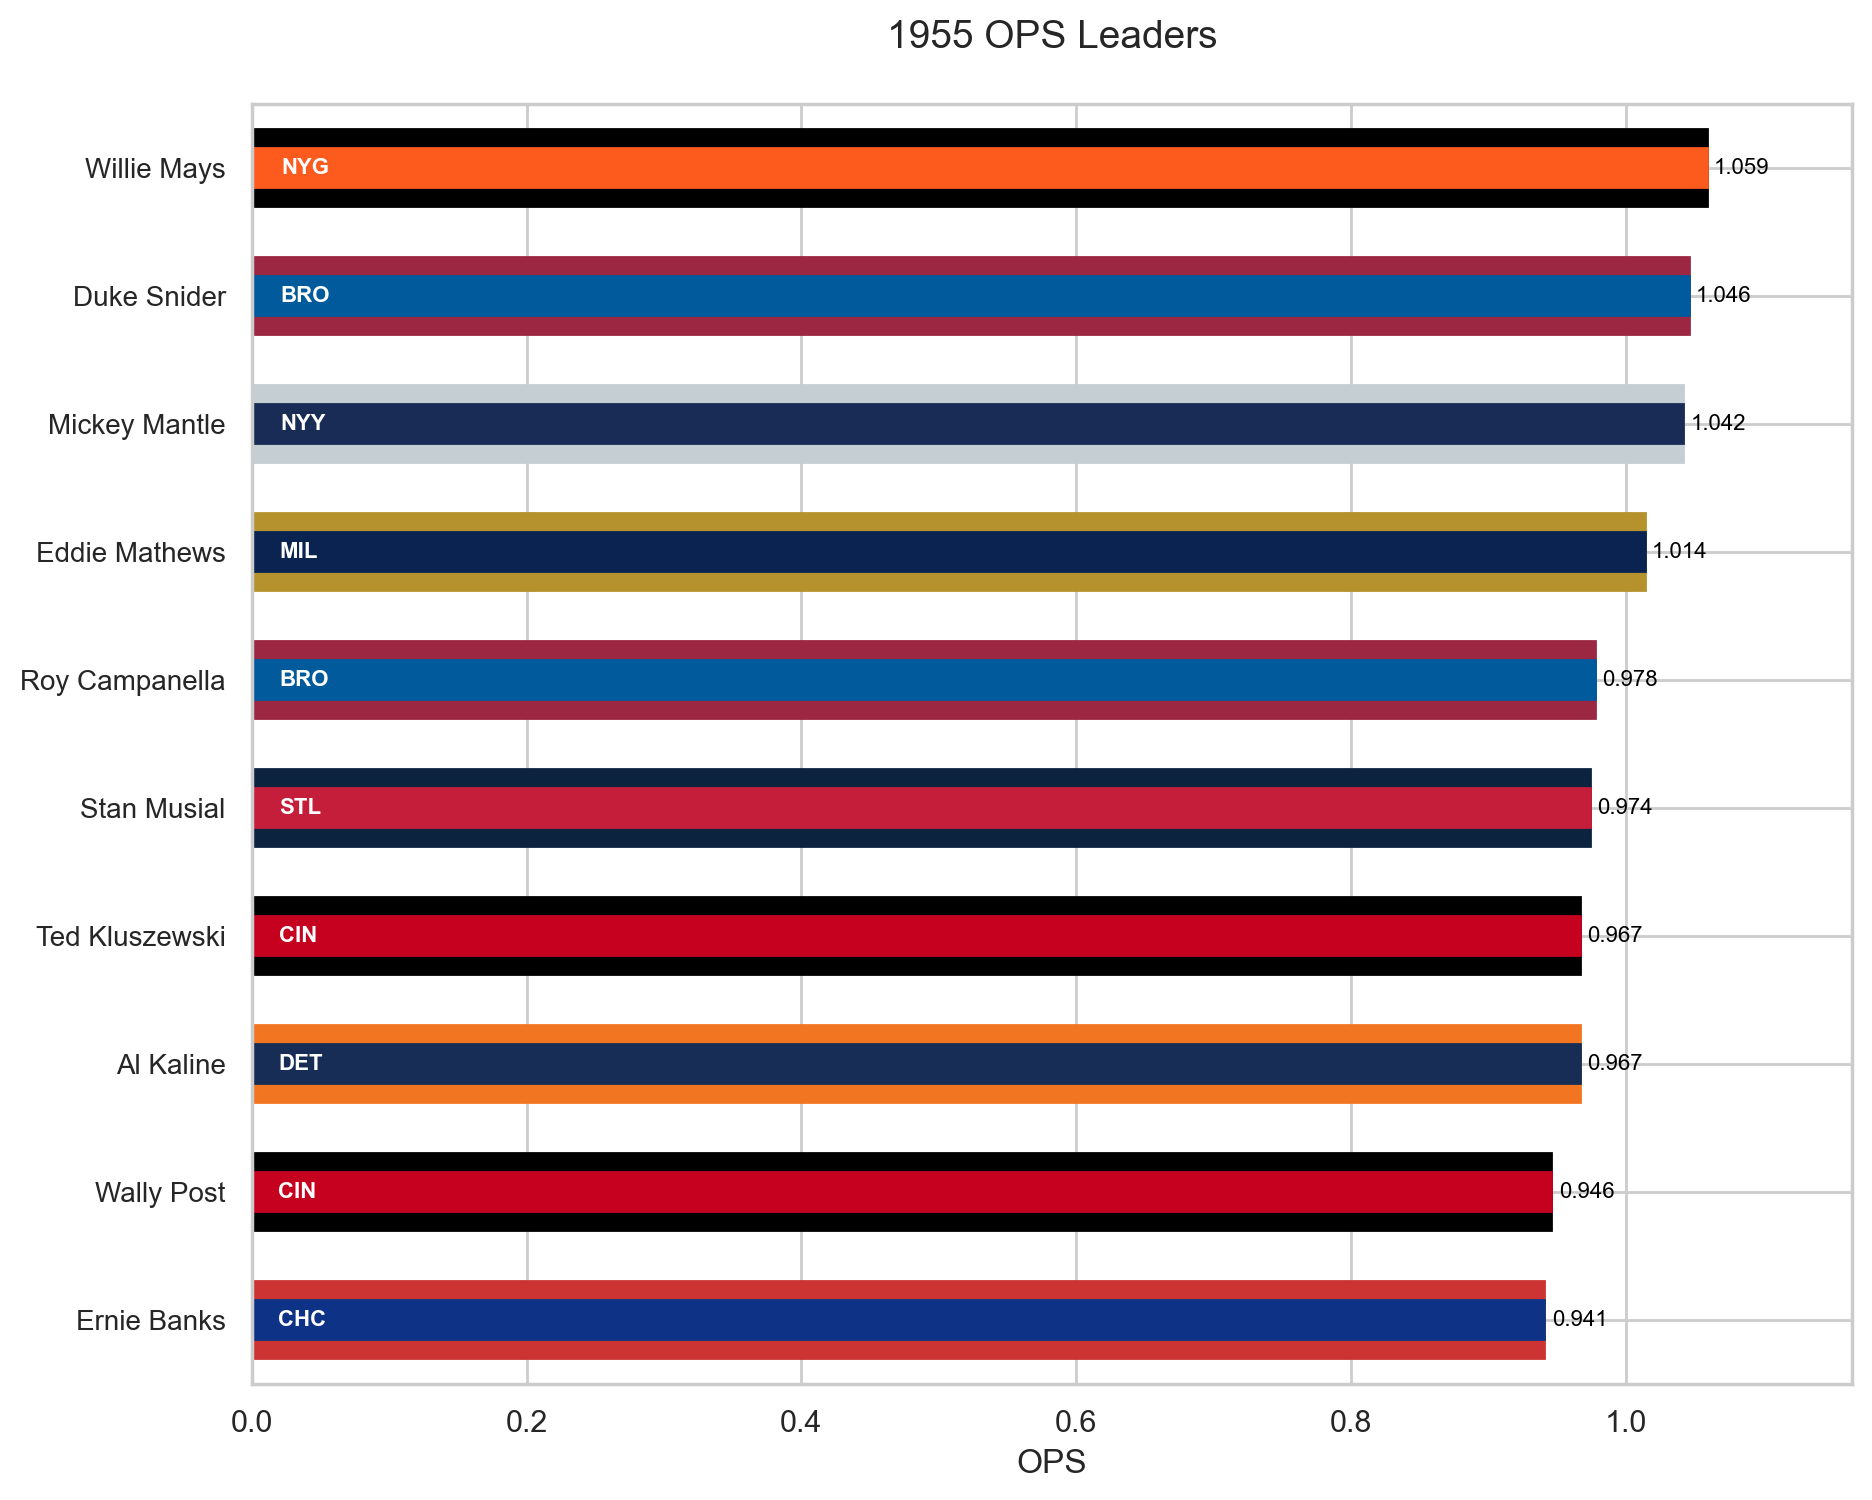 1955 OPS Leaders
Willie Mays NYG 1.059
Duke Snider BRO 1.046
Mickey Mantle NYY 1.042
Eddie Mathews MIL 1.014
Roy Campanella BRO 0.978
Stan Musial STL 0.974
Ted Kluszewski CIN 0.967
Al Kaline DET 0.967
Wally Post CIN 0.946
Ernie Banks CHC 0.941
0.0 0.2 0.4 0.6 0.8 1.0
OPS